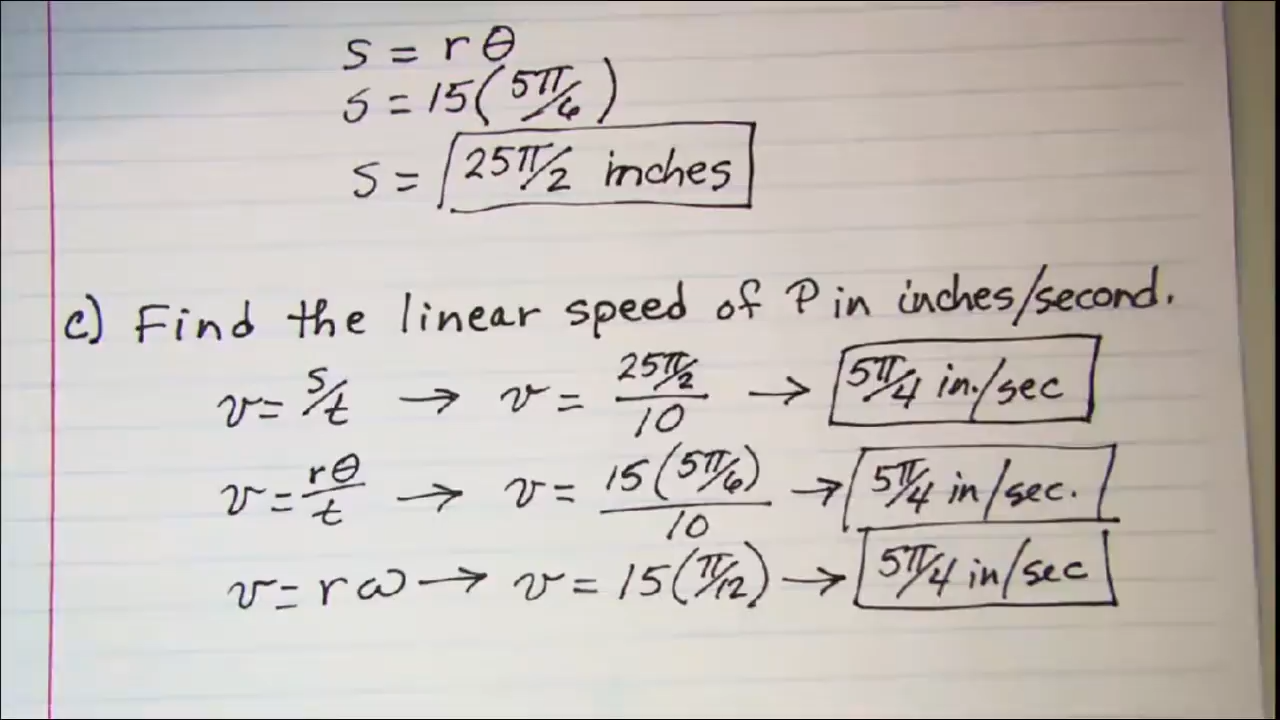 s = rθ
s = 15(5π/6)
s = 25π/2 inches
c) Find the linear speed of P in inches/second.
v = s/t → v = 25π/2 / 10 → 5π/4 in./sec
v = rθ/t → v = 15(5π/6) / 10 → 5π/4 in/sec.
v = rω → v = 15(π/12) → 5π/4 in/sec